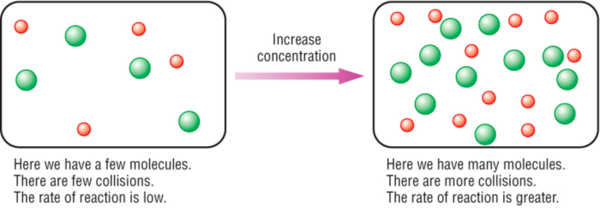 Increase
concentration
Here we have a few molecules.
There are few collisions.
The rate of reaction is low.
Here we have many molecules.
There are more collisions.
The rate of reaction is greater.